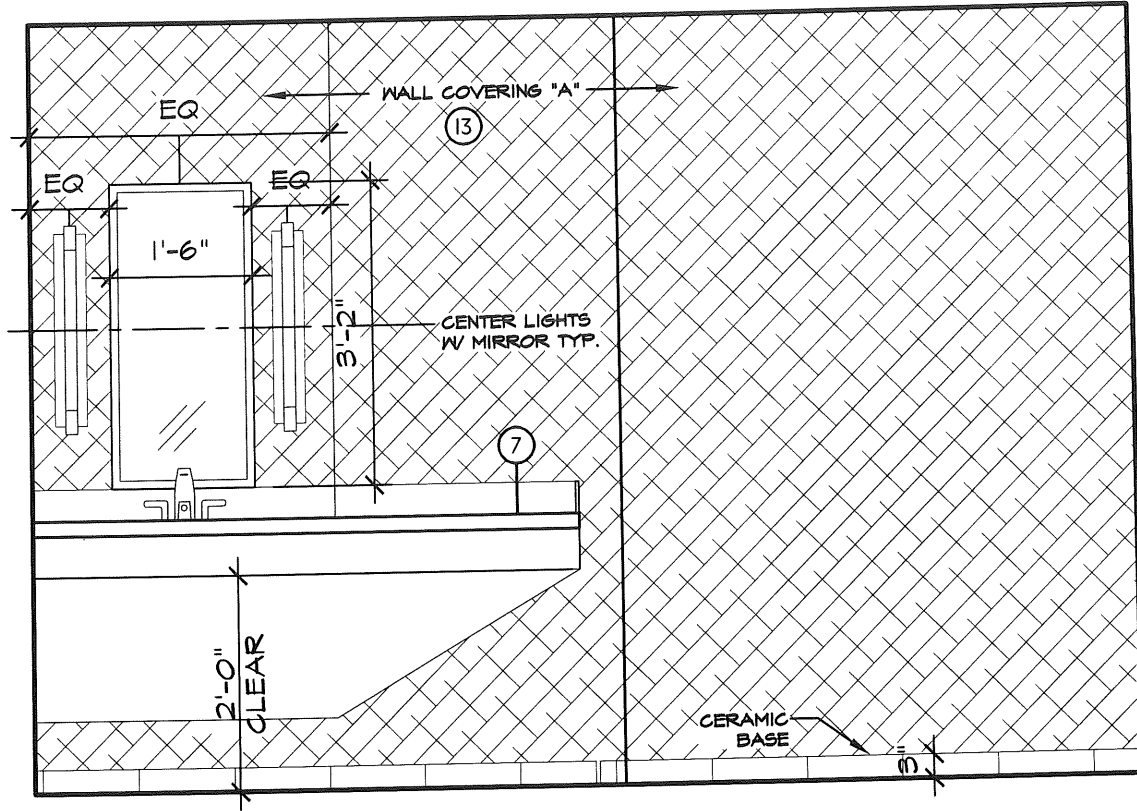 WALL COVERING "A"
13
EQ
EQ
EQ
1'-6"
3'-2"
CENTER LIGHTS
W/ MIRROR TYP.
7
2'-0"
CLEAR
CERAMIC
BASE
3"